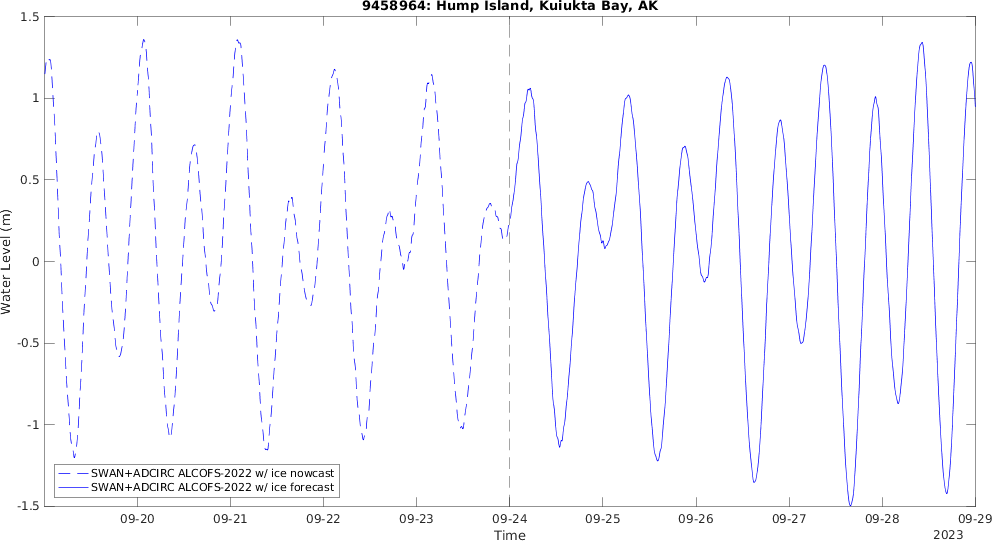 9458964: Hump Island, Kuiukta Bay, AK
1.5
1
0.5
0
-0.5
-1
-1.5
Water Level (m)
SWAN+ADCIRC ALCOFS-2022 w/ ice nowcast
SWAN+ADCIRC ALCOFS-2022 w/ ice forecast
09-20 09-21 09-22 09-23 09-24 09-25 09-26 09-27 09-28 09-29
Time
2023